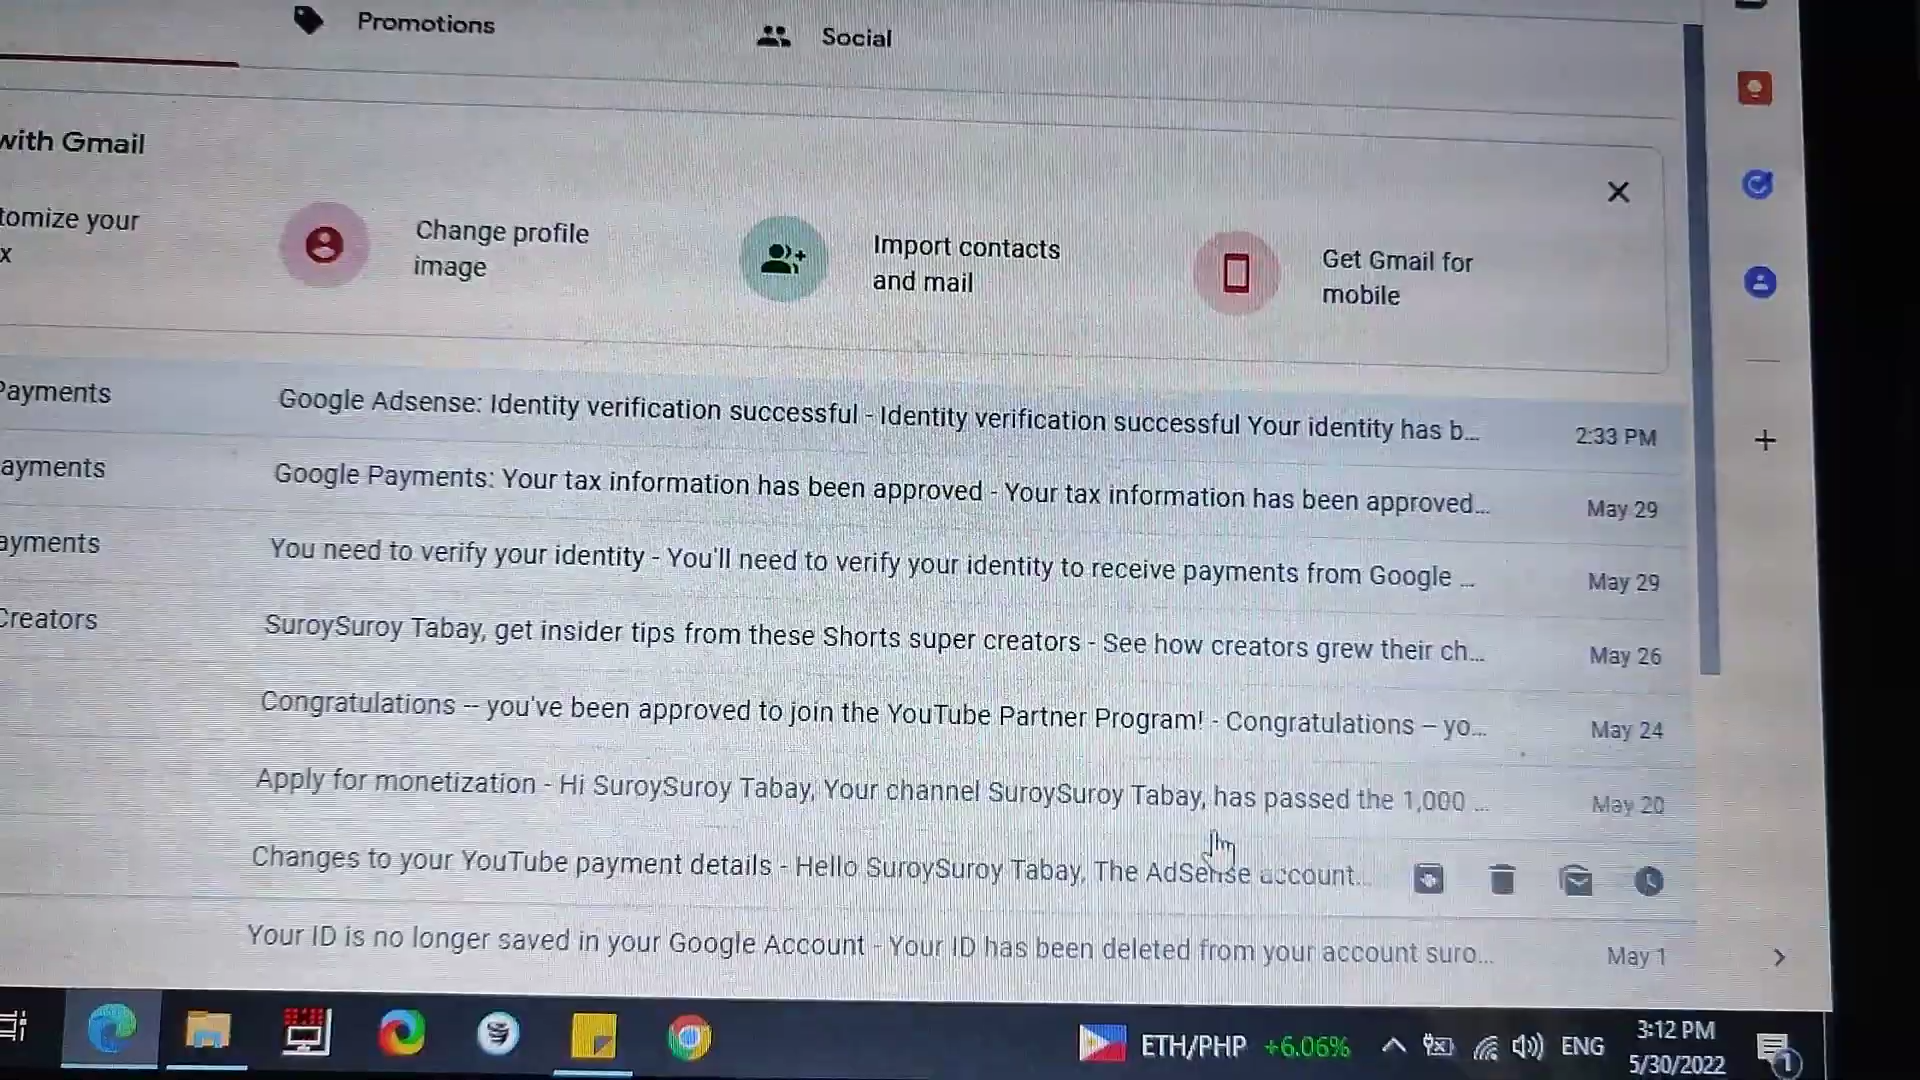 Promotions
Social
with Gmail
tomize your
x
Change profile
image
Import contacts
and mail
Get Gmail for
mobile
Payments Google Adsense: Identity verification successful - Identity verification successful Your identity has b... 2:33 PM
ayments Google Payments: Your tax information has been approved - Your tax information has been approved... May 29
ayments You need to verify your identity - You'll need to verify your identity to receive payments from Google ... May 29
Creators SuroySuroy Tabay, get insider tips from these Shorts super creators - See how creators grew their ch... May 26
Congratulations -- you've been approved to join the YouTube Partner Program! - Congratulations – yo... May 24
Apply for monetization - Hi SuroySuroy Tabay, Your channel SuroySuroy Tabay, has passed the 1,000 ... May 20
Changes to your YouTube payment details - Hello SuroySuroy Tabay, The AdSense account...
Your ID is no longer saved in your Google Account - Your ID has been deleted from your account suro... May 1
ETH/PHP +6.06% ENG 3:12 PM
5/30/2022
1